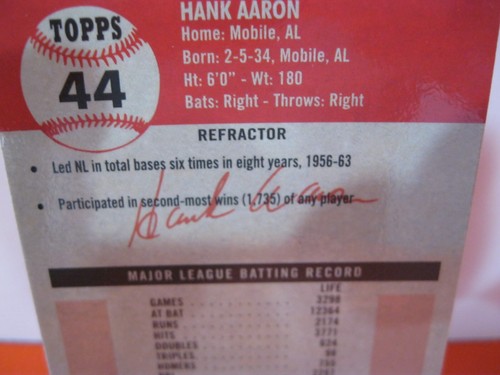 HANK AARON
TOPPS
44
Home: Mobile, AL
Born: 2-5-34, Mobile, AL
Ht: 6'0" - Wt: 180
Bats: Right - Throws: Right
REFRACTOR
• Led NL in total bases six times in eight years, 1956-63
• Participated in second-most wins (1,735) of any player
Hank Aaron
MAJOR LEAGUE BATTING RECORD
LIFE
GAMES 3298
AT BAT 12364
RUNS 2174
HITS 3771
DOUBLES 624
TRIPLES 98
HOMERS 755